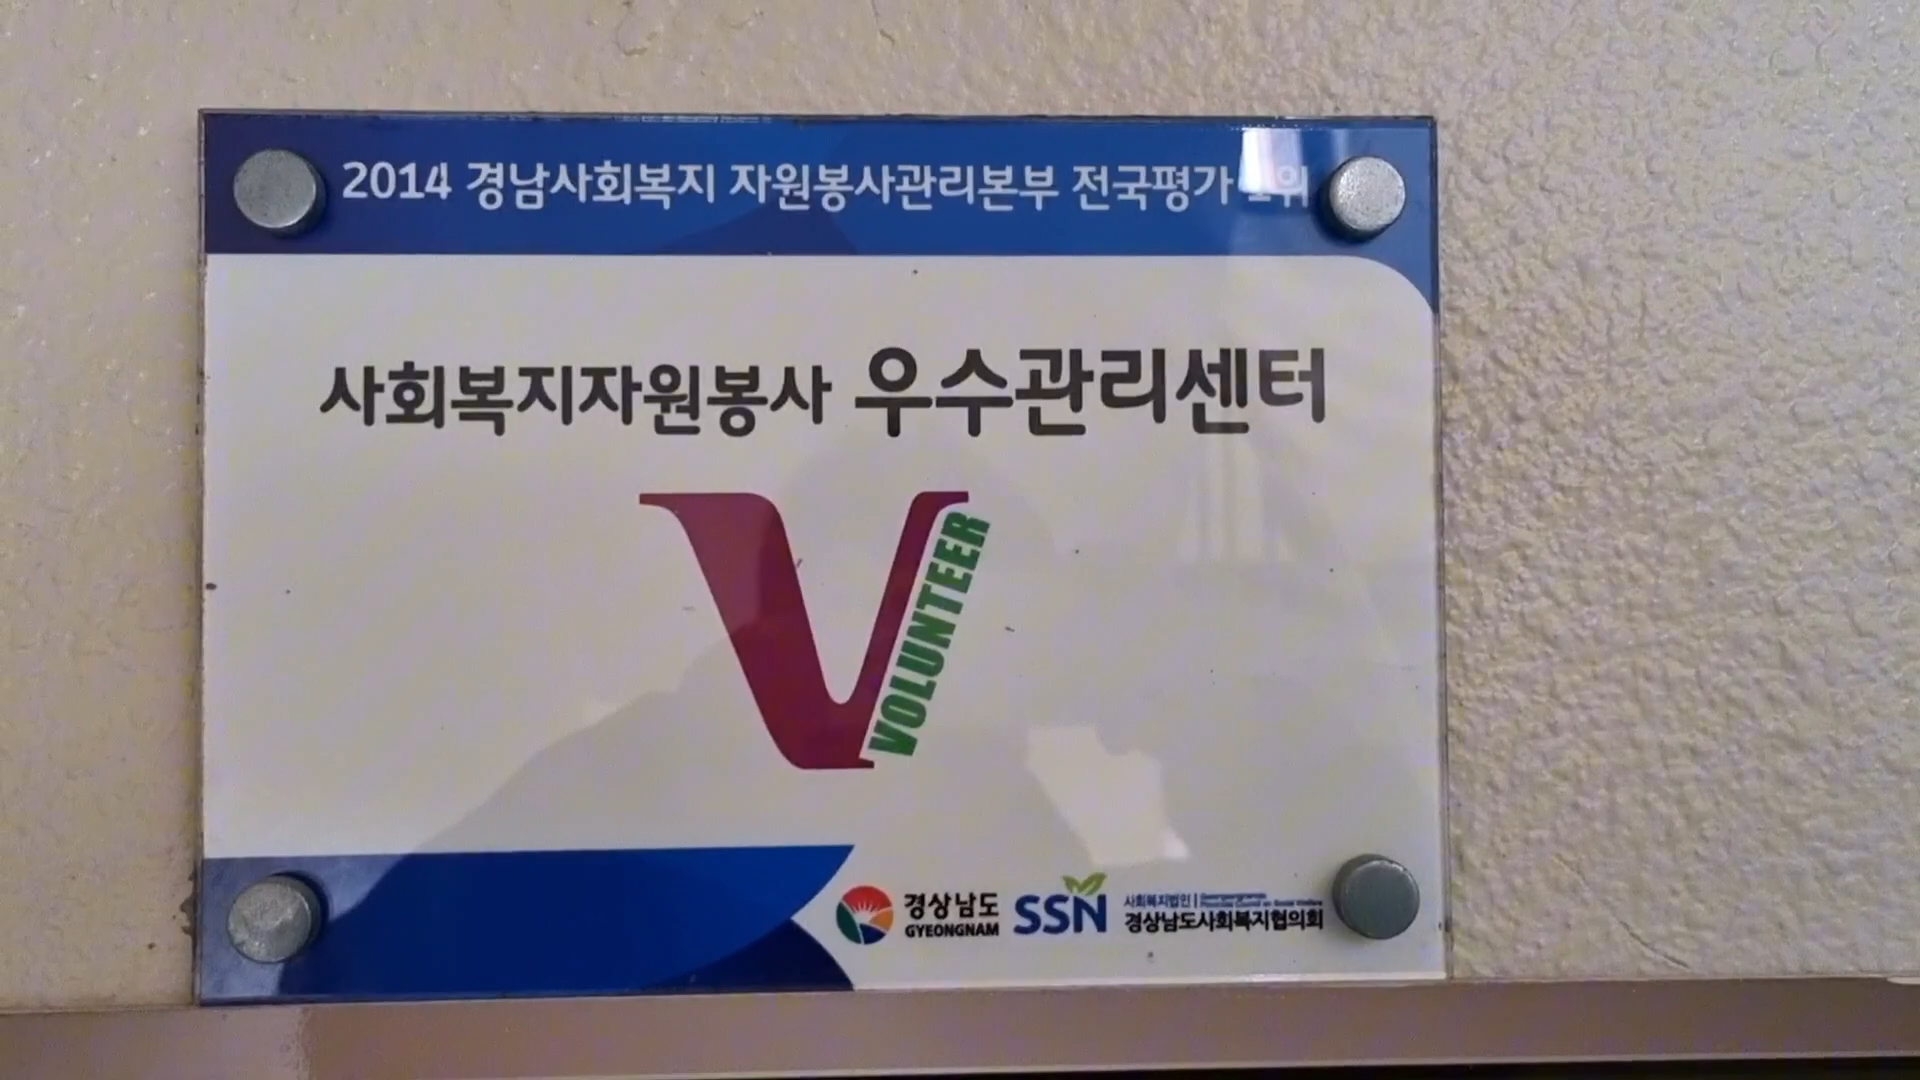 2014 경남사회복지 자원봉사관리본부 전국평가 1위
사회복지자원봉사 우수관리센터
V
VOLUNTEER
경상남도
GYEONGNAM
SSN
사회복지법인 |
경상남도사회복지협의회